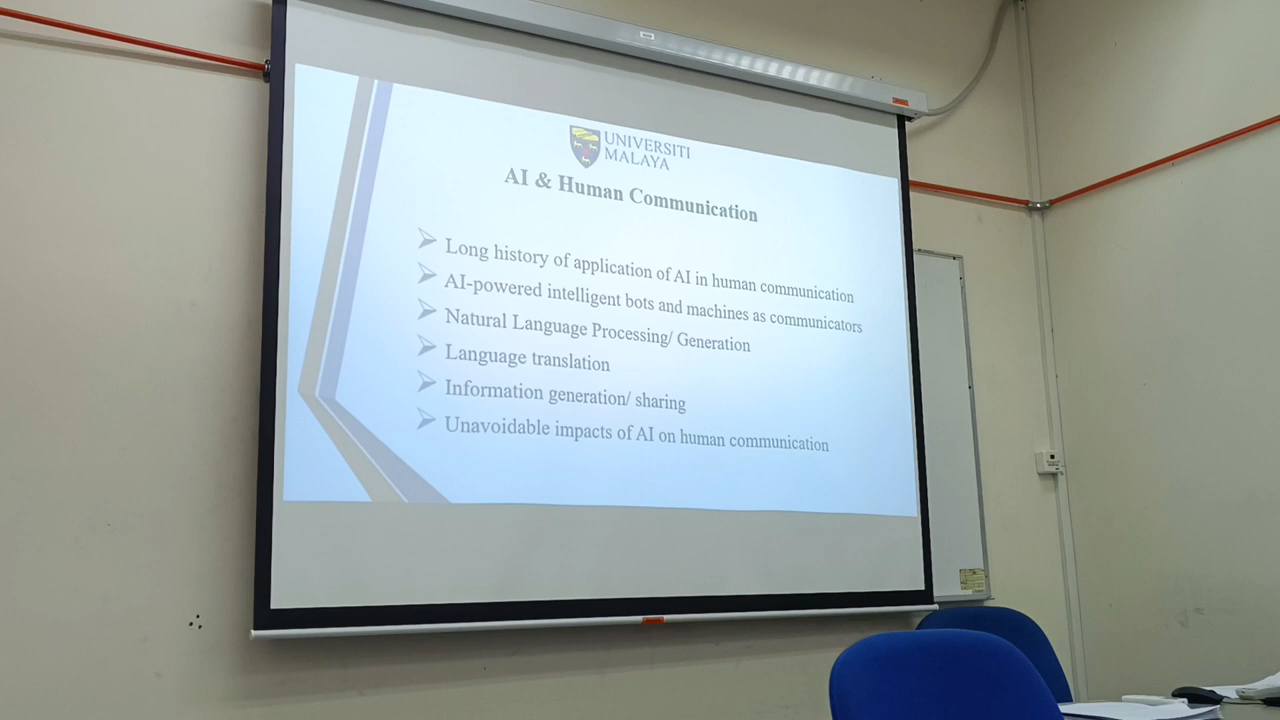 UNIVERSITI
MALAYA
AI & Human Communication
Long history of application of AI in human communication
AI-powered intelligent bots and machines as communicators
Natural Language Processing/ Generation
Language translation
Information generation/ sharing
Unavoidable impacts of AI on human communication